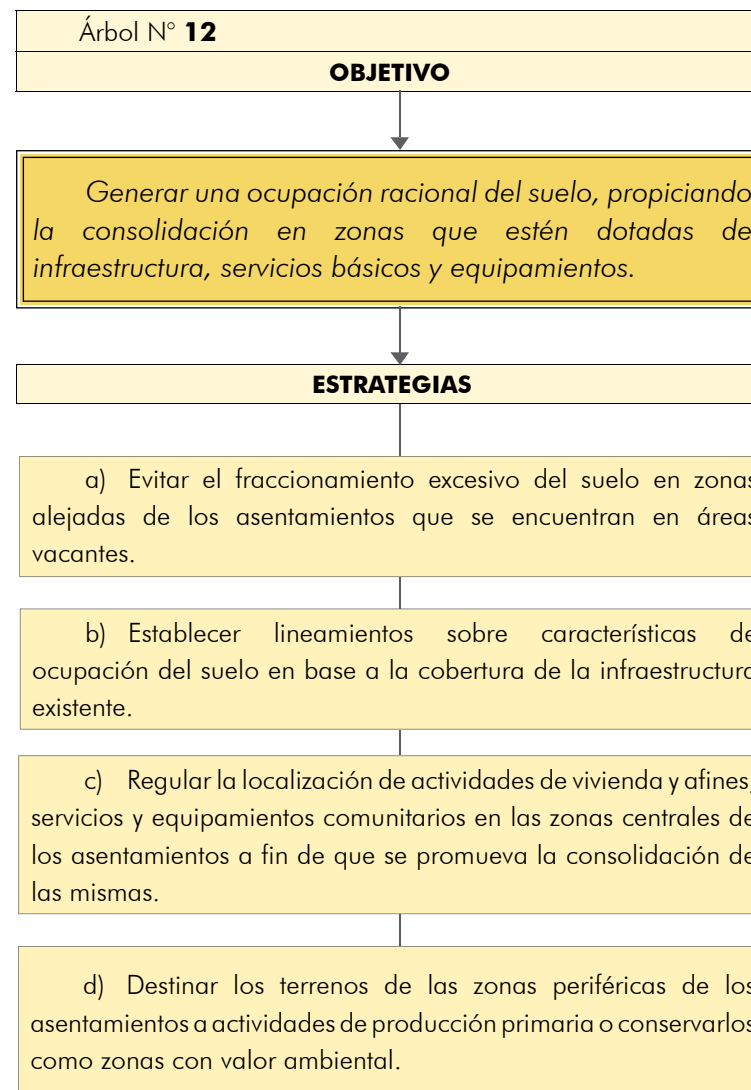 Árbol N° 12
OBJETIVO
Generar una ocupación racional del suelo, propiciando
la consolidación en zonas que estén dotadas de
infraestructura, servicios básicos y equipamientos.
ESTRATEGIAS
a) Evitar el fraccionamiento excesivo del suelo en zonas
alejadas de los asentamientos que se encuentran en áreas
vacantes.
b) Establecer lineamientos sobre características de
ocupación del suelo en base a la cobertura de la infraestructura
existente.
c) Regular la localización de actividades de vivienda y afines,
servicios y equipamientos comunitarios en las zonas centrales de
los asentamientos a fin de que se promueva la consolidación de
las mismas.
d) Destinar los terrenos de las zonas periféricas de los
asentamientos a actividades de producción primaria o conservarlos
como zonas con valor ambiental.